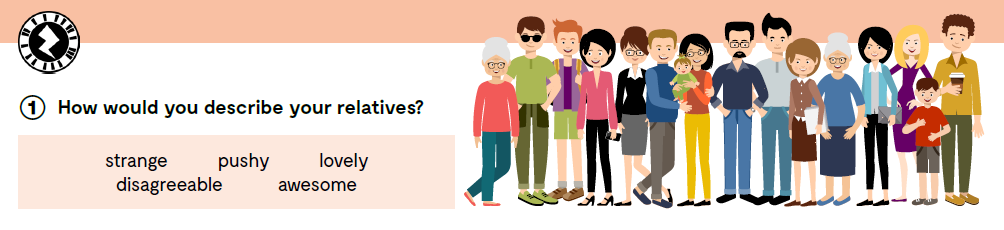 1 How would you describe your relatives?
strange pushy lovely
disagreeable awesome